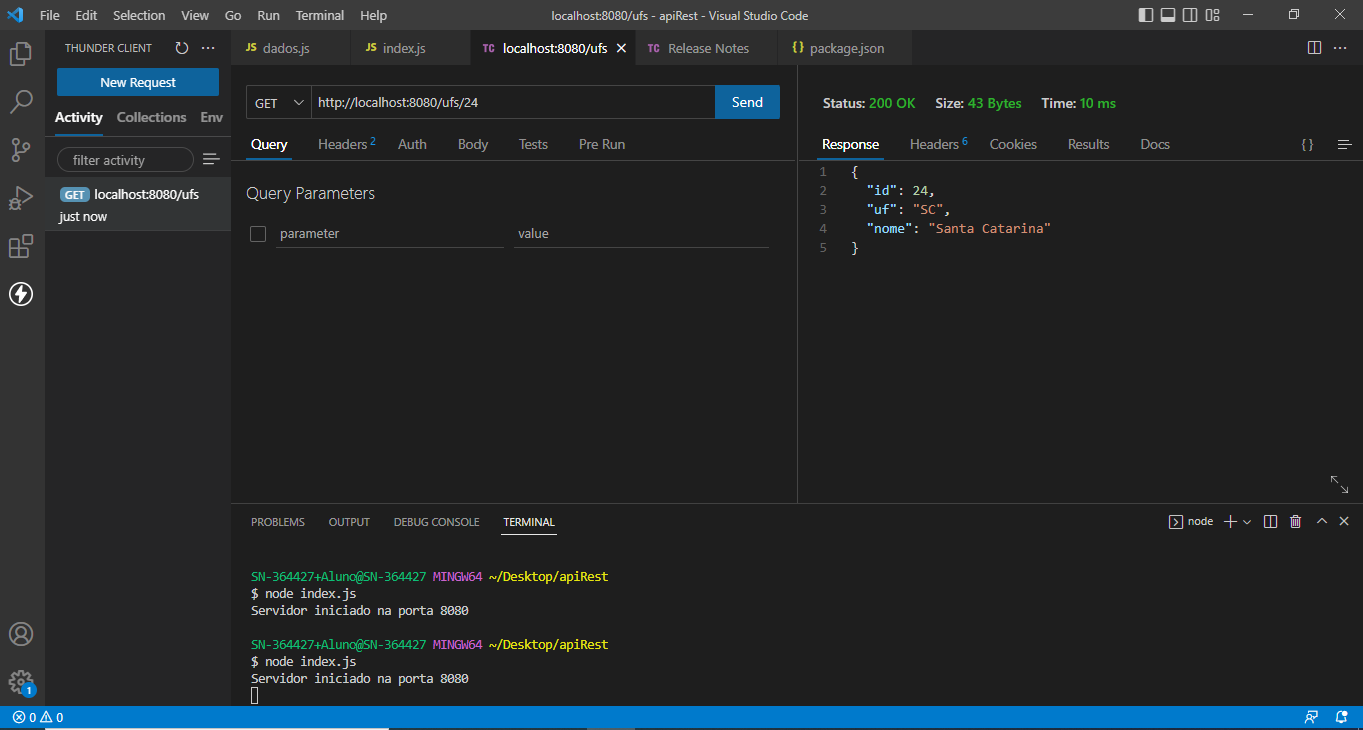 File Edit Selection View Go Run Terminal Help
localhost:8080/ufs - apiRest - Visual Studio Code
THUNDER CLIENT
New Request
Activity Collections Env
filter activity
GET localhost:8080/ufs
just now
JS dados.js
JS index.js
TC localhost:8080/ufs
TC Release Notes
{} package.json
GET http://localhost:8080/ufs/24 Send
Query Headers 2 Auth Body Tests Pre Run
Query Parameters
parameter value
Status: 200 OK Size: 43 Bytes Time: 10 ms
Response Headers 6 Cookies Results Docs {}
1 {
2 "id": 24,
3 "uf": "SC",
4 "nome": "Santa Catarina"
5 }
PROBLEMS OUTPUT DEBUG CONSOLE TERMINAL
node
SN-364427+Aluno@SN-364427 MINGW64 ~/Desktop/apiRest
$ node index.js
Servidor iniciado na porta 8080
SN-364427+Aluno@SN-364427 MINGW64 ~/Desktop/apiRest
$ node index.js
Servidor iniciado na porta 8080
1
0 0